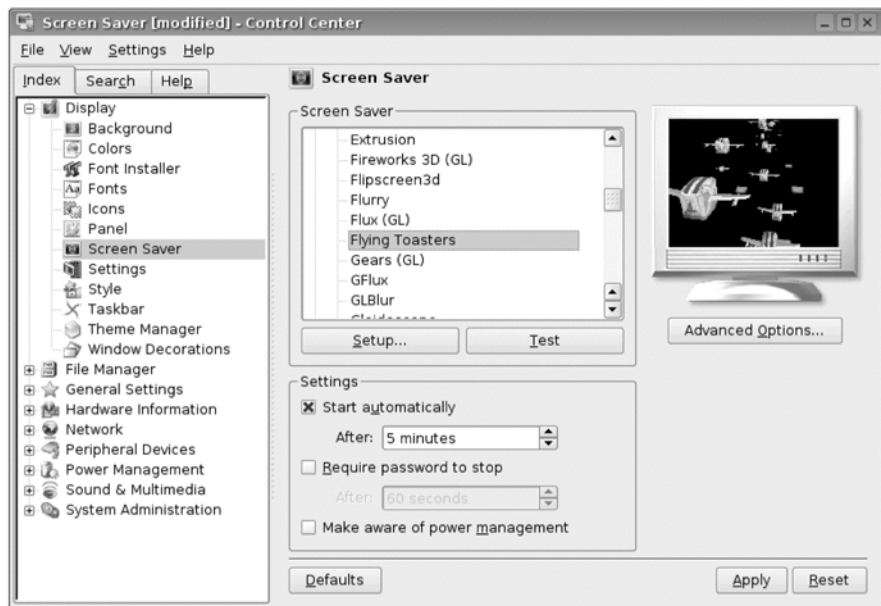 Screen Saver [modified] - Control Center
File View Settings Help
Index Search Help
Display
Background
Colors
Font Installer
Fonts
Icons
Panel
Screen Saver
Settings
Style
Taskbar
Theme Manager
Window Decorations
File Manager
General Settings
Hardware Information
Network
Peripheral Devices
Power Management
Sound & Multimedia
System Administration
Screen Saver
Screen Saver
Extrusion
Fireworks 3D (GL)
Flipscreen3d
Flurry
Flux (GL)
Flying Toasters
Gears (GL)
GFlux
GLBlur
Setup... Test
Advanced Options...
Settings
Start automatically
After: 5 minutes
Require password to stop
After: 60 seconds
Make aware of power management
Defaults Apply Reset